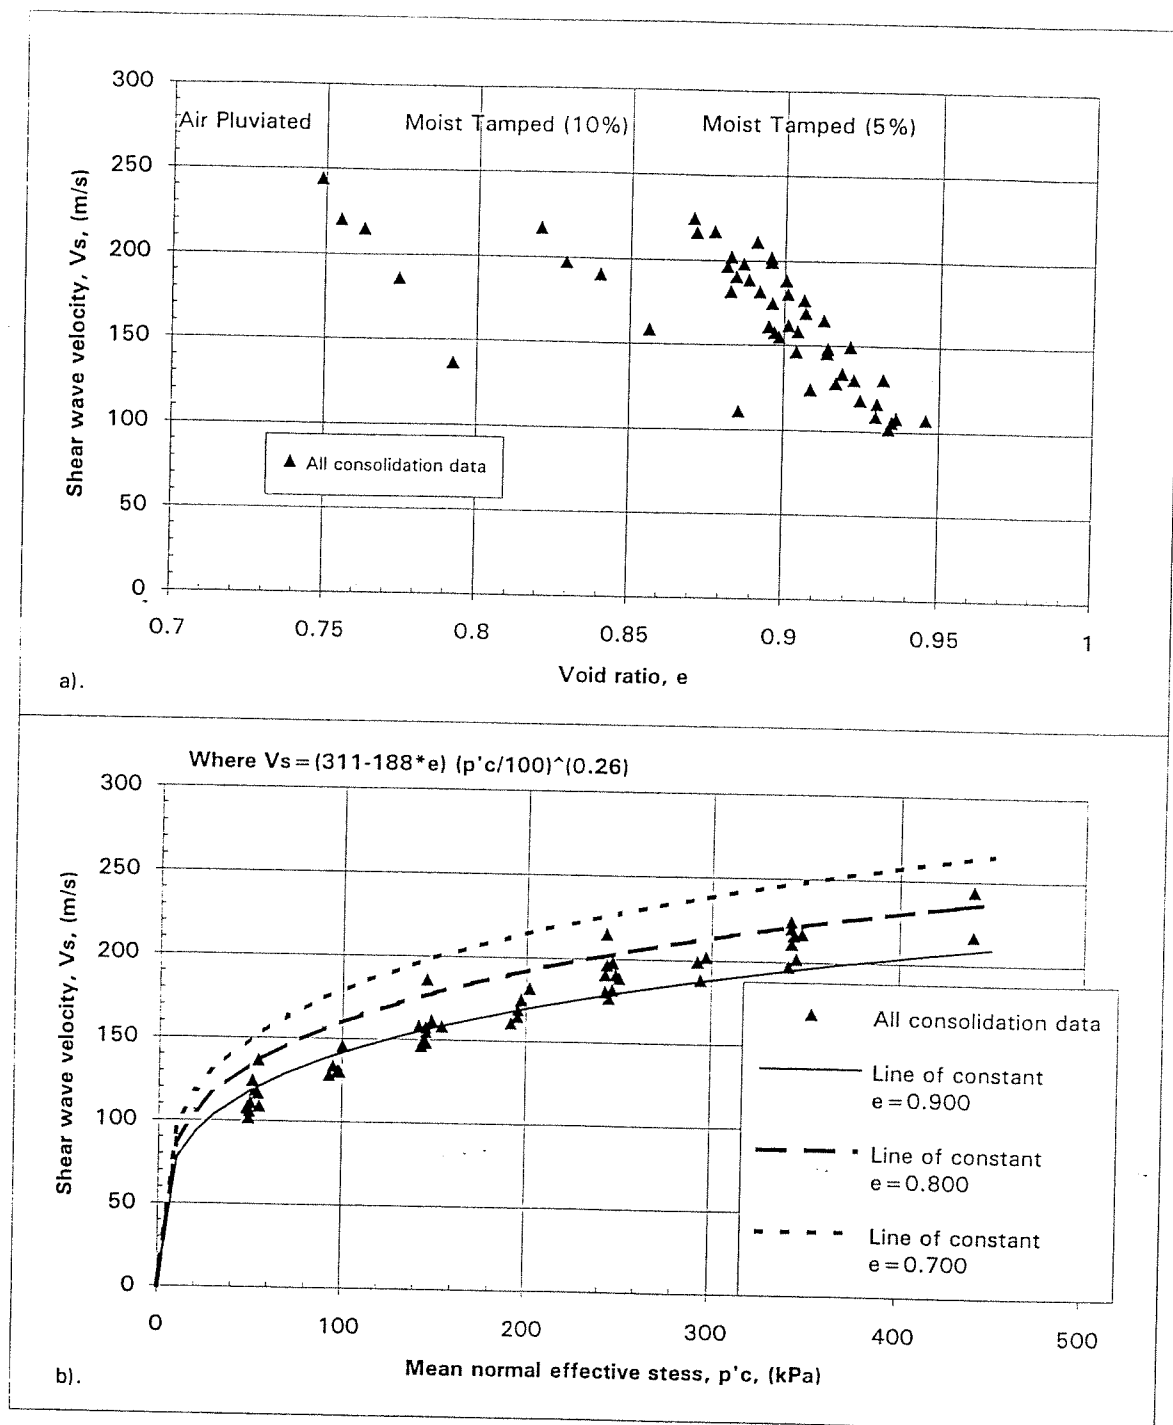 300
Air Pluviated
Moist Tamped (10%)
Moist Tamped (5%)
250
200
150
100
50
0
Shear wave velocity, Vs, (m/s)
▲ All consolidation data
0.7
0.75
0.8
0.85
0.9
0.95
1
Void ratio, e
a).
Where Vs=(311-188*e) (p'c/100)^(0.26)
300
250
200
150
100
50
0
Shear wave velocity, Vs, (m/s)
All consolidation data
Line of constant
e=0.900
Line of constant
e=0.800
Line of constant
e=0.700
0
100
200
300
400
500
Mean normal effective stess, p'c, (kPa)
b).